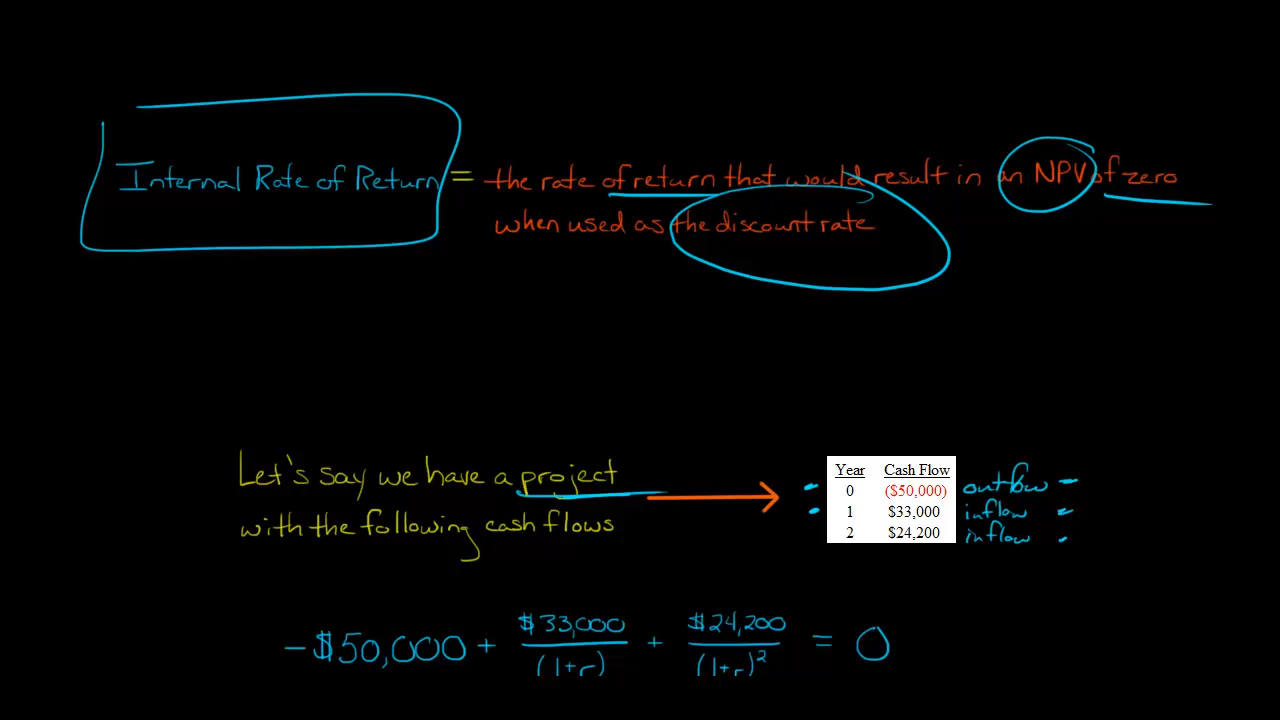 Internal Rate of Return = the rate of return that would result in an NPV of zero
when used as the discount rate
Let's say we have a project
with the following cash flows
Year Cash Flow
0 ($50,000) outflow
1 $33,000 inflow
2 $24,200 inflow
-$50,000 + $33,000/(1+r) + $24,200/(1+r)² = 0